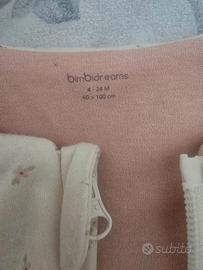 bimbidreams
4 - 24 M
60 x 100 cm
subito